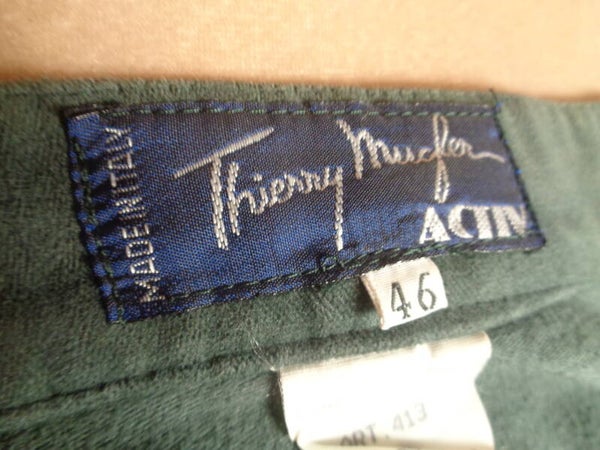 MADE IN ITALY
Thierry Mugler
ACTIV
46
ART. 413